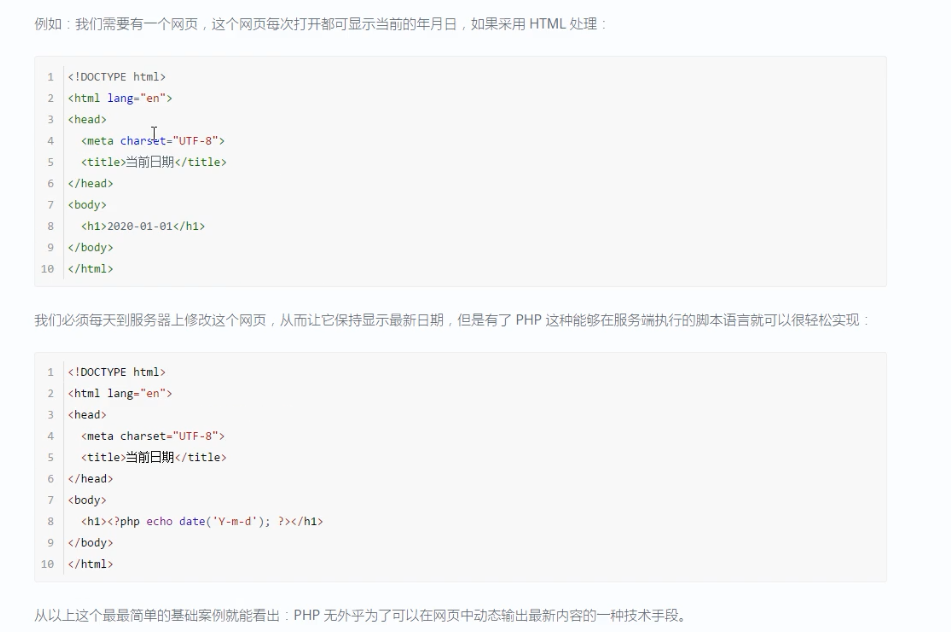 例如：我们需要有一个网页，这个网页每次打开都可显示当前的年月日，如果采用 HTML 处理：
1 <!DOCTYPE html>
2 <html lang="en">
3 <head>
4   <meta charset="UTF-8">
5   <title>当前日期</title>
6 </head>
7 <body>
8   <h1>2020-01-01</h1>
9 </body>
10 </html>
我们必须每天到服务器上修改这个网页，从而让它保持显示最新日期，但是有了 PHP 这种能够在服务端执行的脚本语言就可以很轻松实现：
1 <!DOCTYPE html>
2 <html lang="en">
3 <head>
4   <meta charset="UTF-8">
5   <title>当前日期</title>
6 </head>
7 <body>
8   <h1><?php echo date('Y-m-d'); ?></h1>
9 </body>
10 </html>
从以上这个最最简单的基础案例就能看出：PHP 无外乎为了可以在网页中动态输出最新内容的一种技术手段。